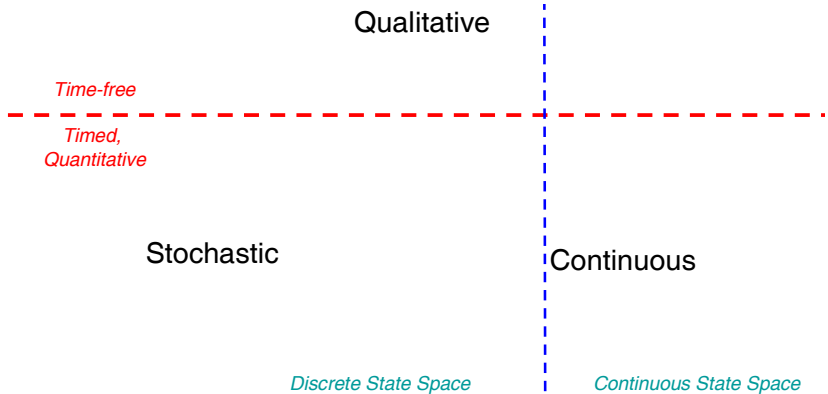 Qualitative
Time-free
Timed,
Quantitative
Stochastic
Continuous
Discrete State Space
Continuous State Space